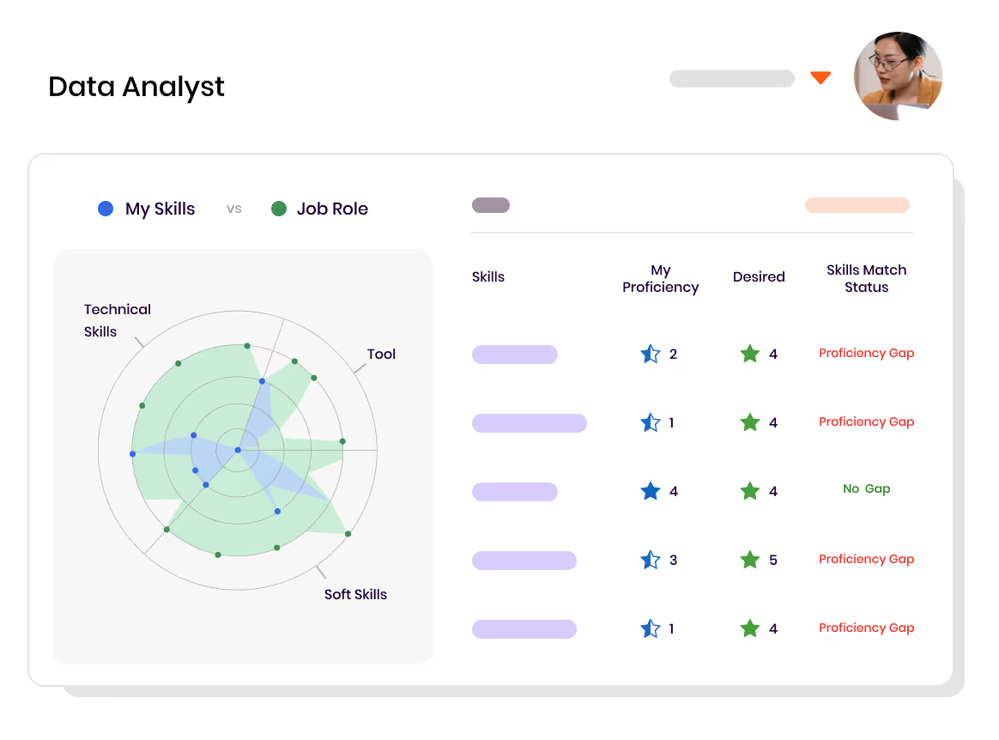 Data Analyst
My Skills vs Job Role
Technical
Skills
Tool
Soft Skills
Skills My Proficiency Desired Skills Match Status
2 4 Proficiency Gap
1 4 Proficiency Gap
4 4 No Gap
3 5 Proficiency Gap
1 4 Proficiency Gap